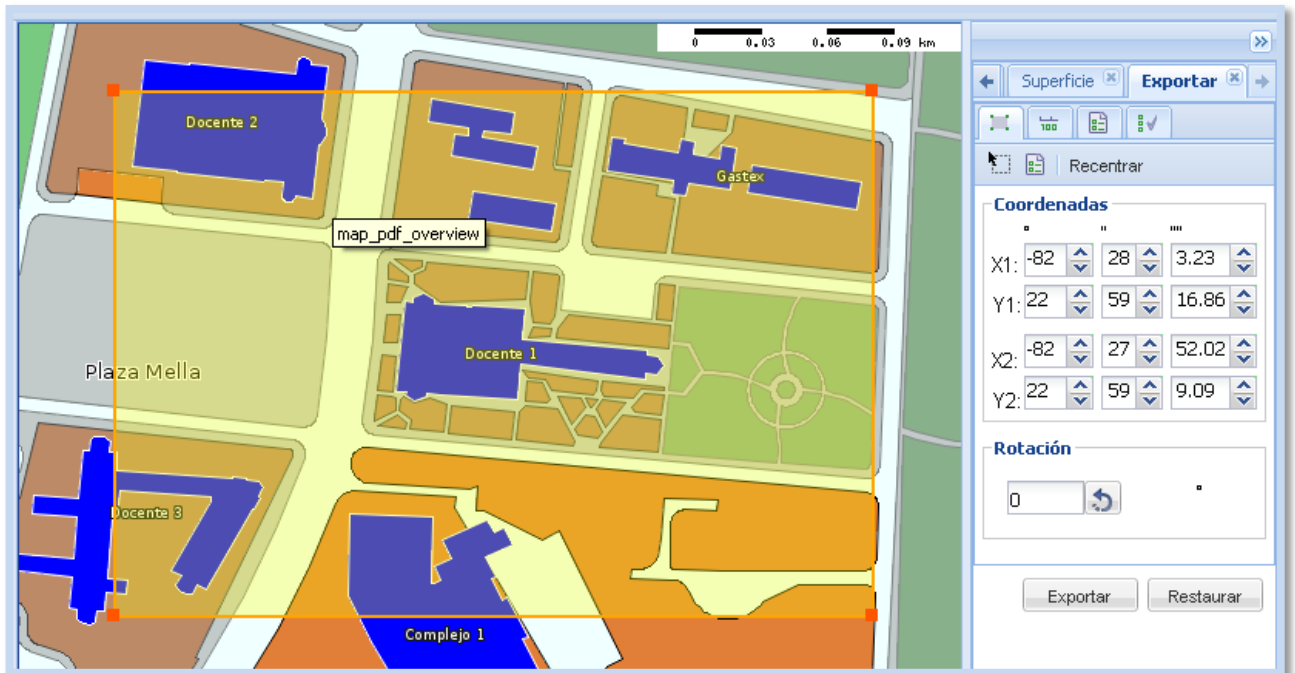 0 0.03 0.06 0.09 km
Docente 2
Gastex
map_pdf_overview
Docente 1
Plaza Mella
Docente 3
Complejo 1
Superficie
Exportar
100
Recentrar
Coordenadas
° '' ''''
X1: -82 28 3.23
Y1: 22 59 16.86
X2: -82 27 52.02
Y2: 22 59 9.09
Rotación
0 °
Exportar Restaurar